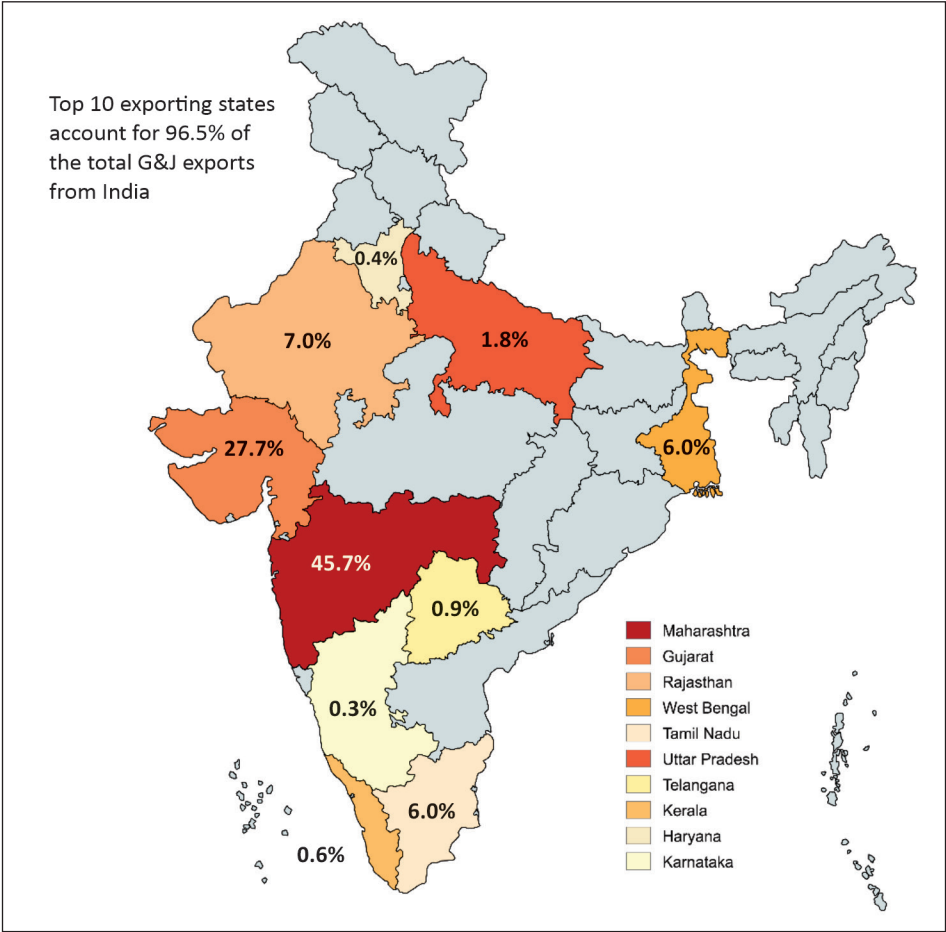 Top 10 exporting states
account for 96.5% of
the total G&J exports
from India
0.4%
7.0%
1.8%
27.7%
6.0%
45.7%
0.9%
0.3%
6.0%
0.6%
Maharashtra
Gujarat
Rajasthan
West Bengal
Tamil Nadu
Uttar Pradesh
Telangana
Kerala
Haryana
Karnataka